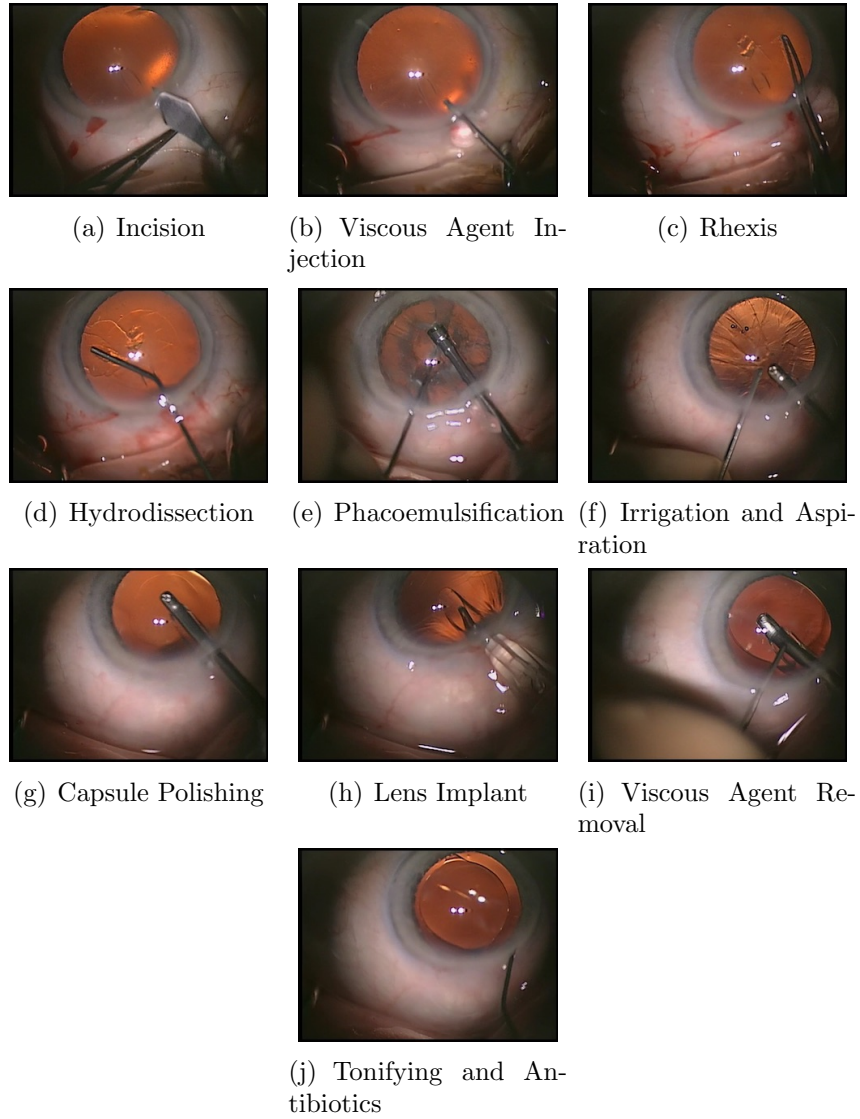 (a) Incision
(b) Viscous Agent In-
jection
(c) Rhexis
(d) Hydrodissection
(e) Phacoemulsification
(f) Irrigation and Aspi-
ration
(g) Capsule Polishing
(h) Lens Implant
(i) Viscous Agent Re-
moval
(j) Tonifying and An-
tibiotics